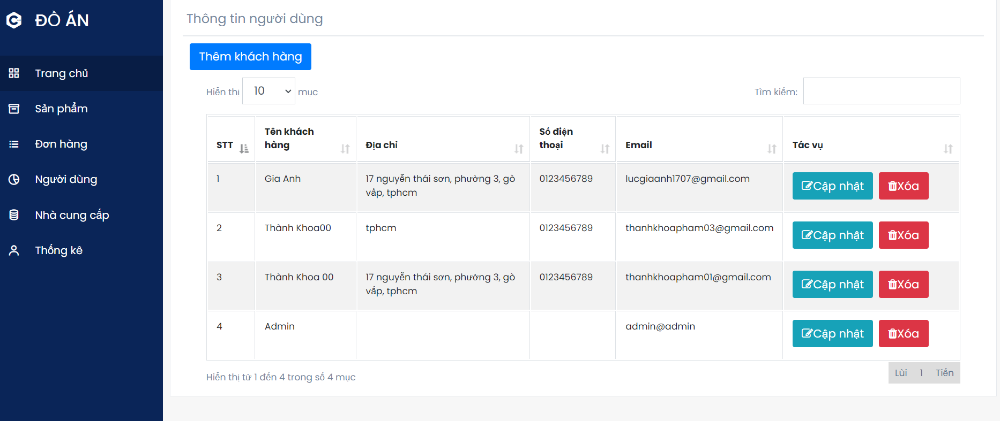 ĐỒ ÁN
Trang chủ
Sản phẩm
Đơn hàng
Người dùng
Nhà cung cấp
Thống kê
Thông tin người dùng
Thêm khách hàng
Hiển thị 10 mục
Tìm kiếm:
STT
Tên khách
hàng
Địa chỉ
Số điện
thoại
Email
Tác vụ
1
Gia Anh
17 nguyễn thái sơn, phường 3, gò
vấp, tphcm
0123456789
lucgiaanh1707@gmail.com
Cập nhật
Xóa
2
Thành Khoa00
tphcm
0123456789
thanhkhoapham03@gmail.com
Cập nhật
Xóa
3
Thành Khoa 00
17 nguyễn thái sơn, phường 3, gò
vấp, tphcm
0123456789
thanhkhoapham01@gmail.com
Cập nhật
Xóa
4
Admin
admin@admin
Cập nhật
Xóa
Hiển thị từ 1 đến 4 trong số 4 mục
Lùi 1 Tiến